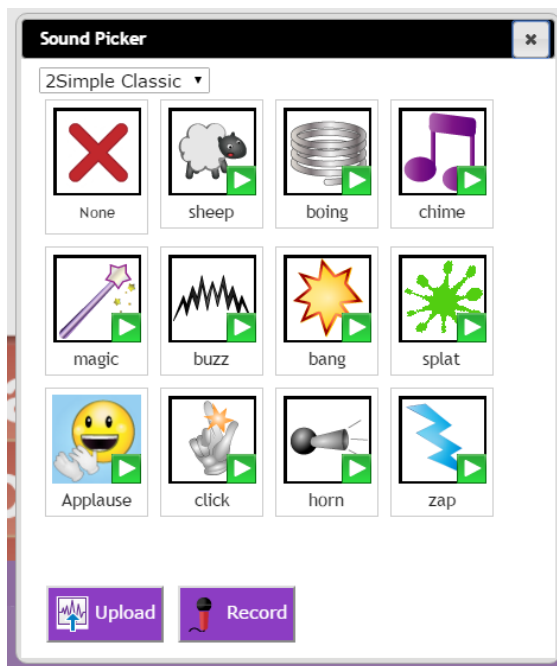 Sound Picker
2Simple Classic
None sheep boing chime
magic buzz bang splat
Applause click horn zap
Upload Record